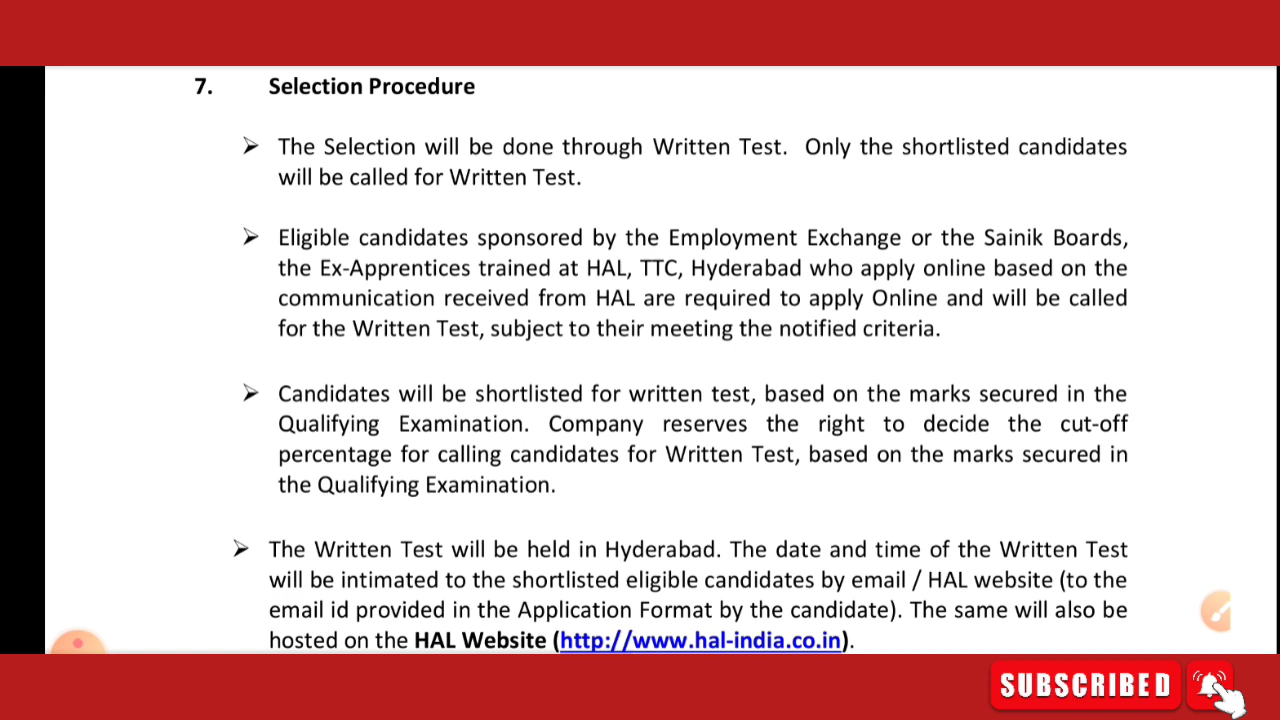 7. Selection Procedure
➢ The Selection will be done through Written Test. Only the shortlisted candidates
will be called for Written Test.
➢ Eligible candidates sponsored by the Employment Exchange or the Sainik Boards,
the Ex-Apprentices trained at HAL, TTC, Hyderabad who apply online based on the
communication received from HAL are required to apply Online and will be called
for the Written Test, subject to their meeting the notified criteria.
➢ Candidates will be shortlisted for written test, based on the marks secured in the
Qualifying Examination. Company reserves the right to decide the cut-off
percentage for calling candidates for Written Test, based on the marks secured in
the Qualifying Examination.
➢ The Written Test will be held in Hyderabad. The date and time of the Written Test
will be intimated to the shortlisted eligible candidates by email / HAL website (to the
email id provided in the Application Format by the candidate). The same will also be
hosted on the HAL Website (http://www.hal-india.co.in).
SUBSCRIBED